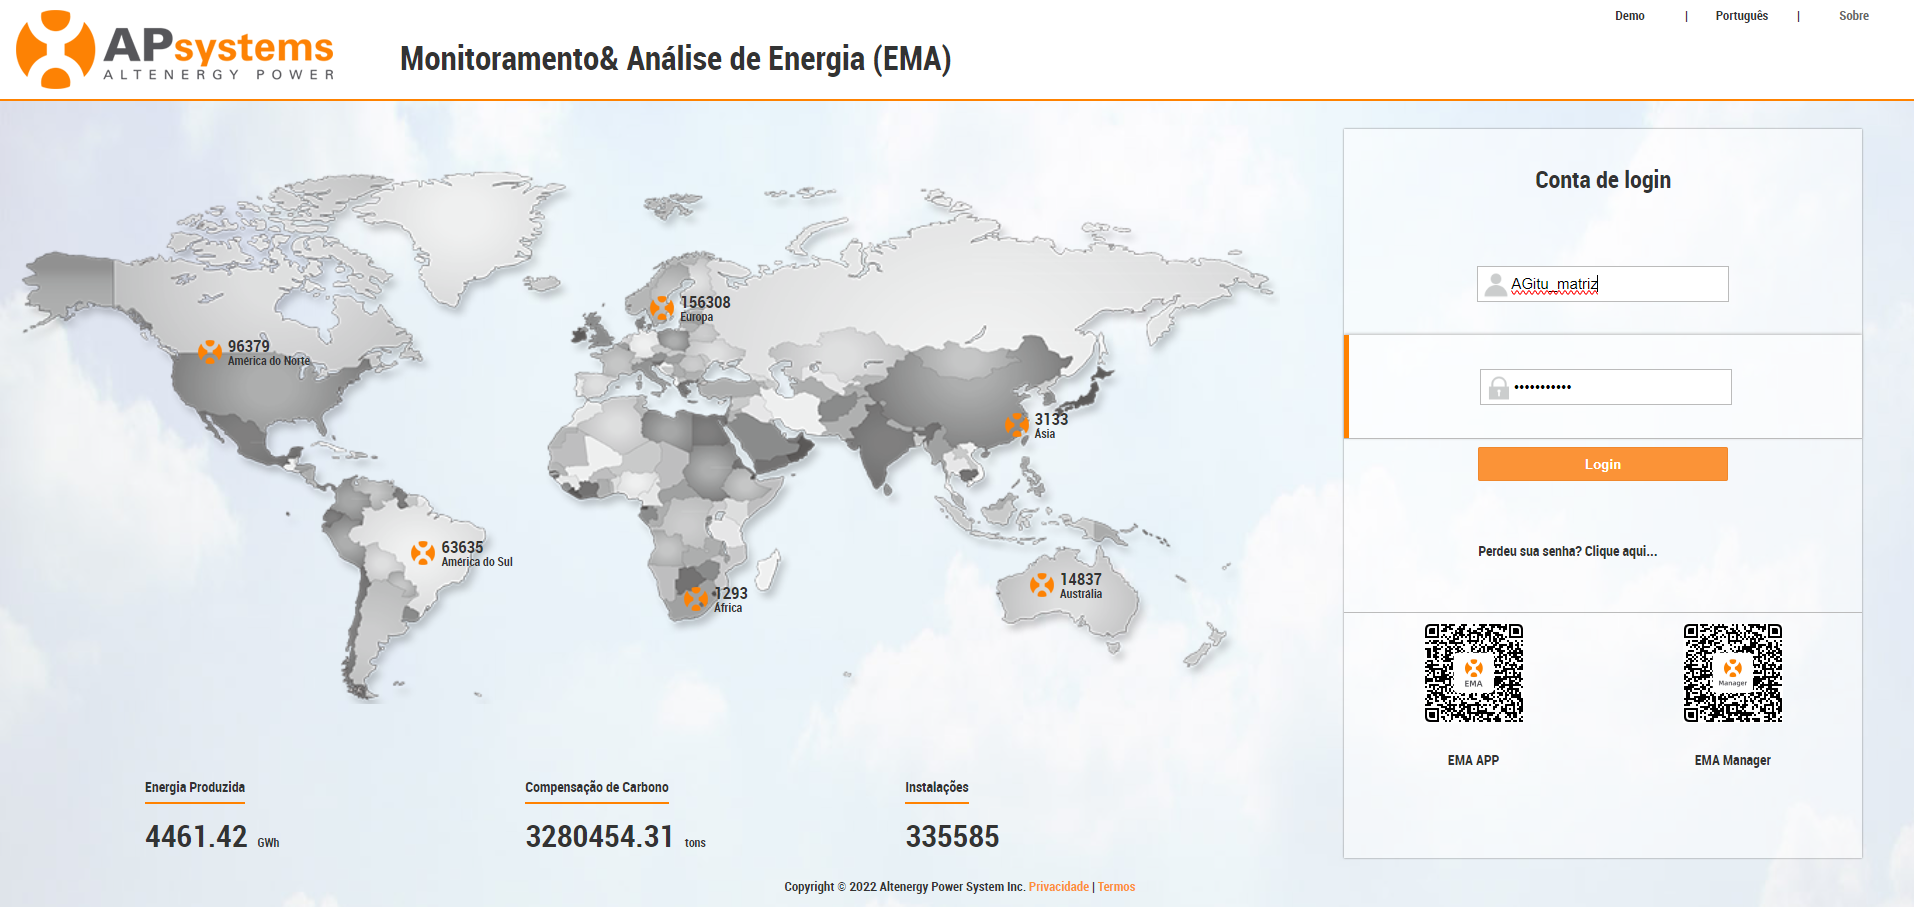 Demo | Português | Sobre
APsystems
ALTENERGY POWER
Monitoramento& Análise de Energia (EMA)
Conta de login
AGitu_matriz
•••••••••••
Login
Perdeu sua senha? Clique aqui...
EMA
Manager
EMA APP
EMA Manager
156308
Europa
96379
América do Norte
3133
Ásia
63635
América do Sul
1293
África
14837
Austrália
Energia Produzida
4461.42 GWh
Compensação de Carbono
3280454.31 tons
Instalações
335585
Copyright © 2022 Altenergy Power System Inc. Privacidade | Termos